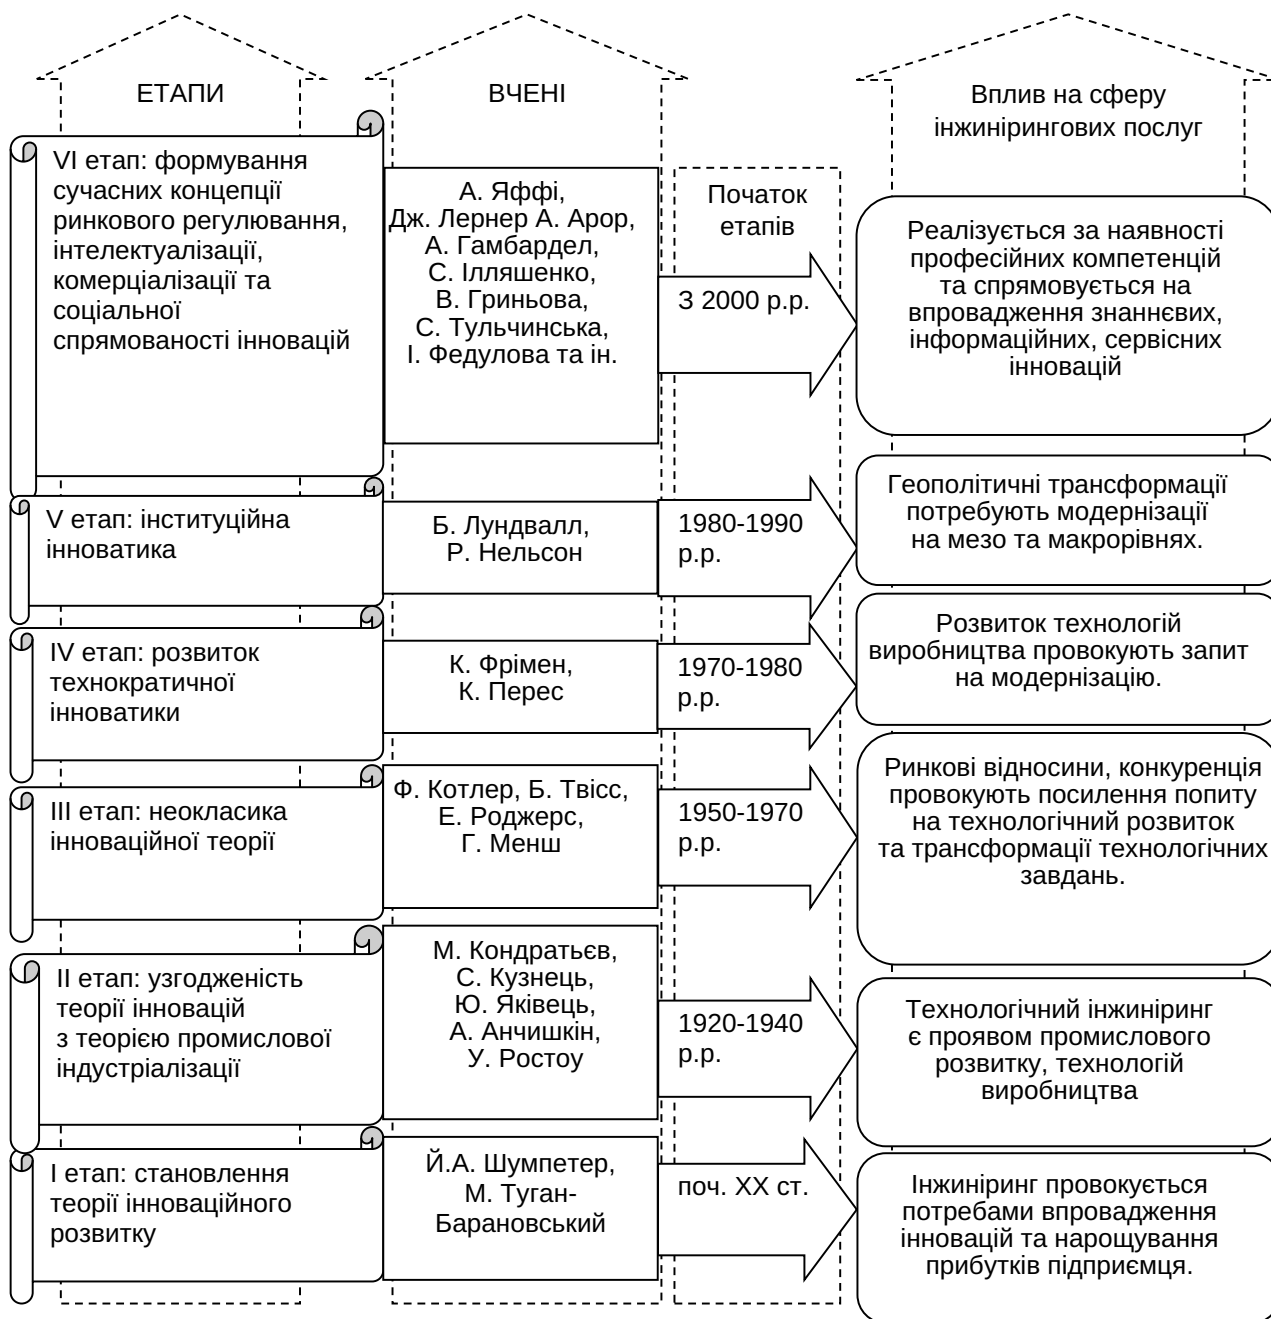 ЕТАПИ
ВЧЕНІ
Вплив на сферу
інжинірингових послуг
Початок
етапів
VI етап: формування
сучасних концепції
ринкового регулювання,
інтелектуалізації,
комерціалізації та
соціальної
спрямованості інновацій
А. Яффі,
Дж. Лернер А. Арор,
А. Гамбардел,
С. Ілляшенко,
В. Гриньова,
С. Тульчинська,
І. Федулова та ін.
З 2000 р.р.
Реалізується за наявності
професійних компетенцій
та спрямовується на
впровадження знаннєвих,
інформаційних, сервісних
інновацій
V етап: інституційна
інноватика
Б. Лундвалл,
Р. Нельсон
1980-1990
р.р.
Геополітичні трансформації
потребують модернізації
на мезо та макрорівнях.
IV етап: розвиток
технократичної
інноватики
К. Фрімен,
К. Перес
1970-1980
р.р.
Розвиток технологій
виробництва провокують запит
на модернізацію.
III етап: неокласика
інноваційної теорії
Ф. Котлер, Б. Твісс,
Е. Роджерс,
Г. Менш
1950-1970
р.р.
Ринкові відносини, конкуренція
провокують посилення попиту
на технологічний розвиток
та трансформації технологічних
завдань.
II етап: узгодженість
теорії інновацій
з теорією промислової
індустріалізації
М. Кондратьєв,
С. Кузнець,
Ю. Яківець,
А. Анчишкін,
У. Ростоу
1920-1940
р.р.
Технологічний інжиніринг
є проявом промислового
розвитку, технологій
виробництва
I етап: становлення
теорії інноваційного
розвитку
Й.А. Шумпетер,
М. Туган-
Барановський
поч. XX ст.
Інжиніринг провокується
потребами впровадження
інновацій та нарощування
прибутків підприємця.